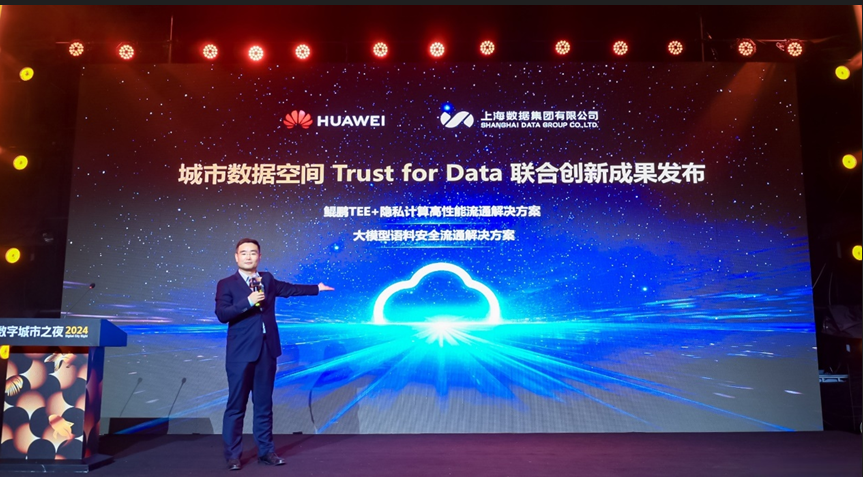 HUAWEI
上海数据集团有限公司
SHANGHAI DATA GROUP CO.,LTD.
城市数据空间 Trust for Data 联合创新成果发布
鲲鹏TEE+隐私计算高性能流通解决方案
大模型语料安全流通解决方案
数字城市之夜 2024
Digital City Night